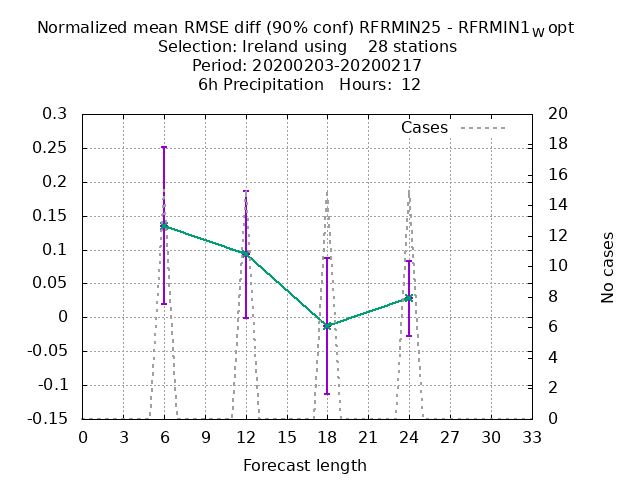 Normalized mean RMSE diff (90% conf) RFRMIN25 - RFRMIN1wopt
Selection: Ireland using    28 stations
Period: 20200203-20200217
6h Precipitation   Hours:  12
Cases
0.3
0.25
0.2
0.15
0.1
0.05
0
-0.05
-0.1
-0.15
20
18
16
14
12
10
8
6
4
2
0
No cases
0 3 6 9 12 15 18 21 24 27 30 33
Forecast length